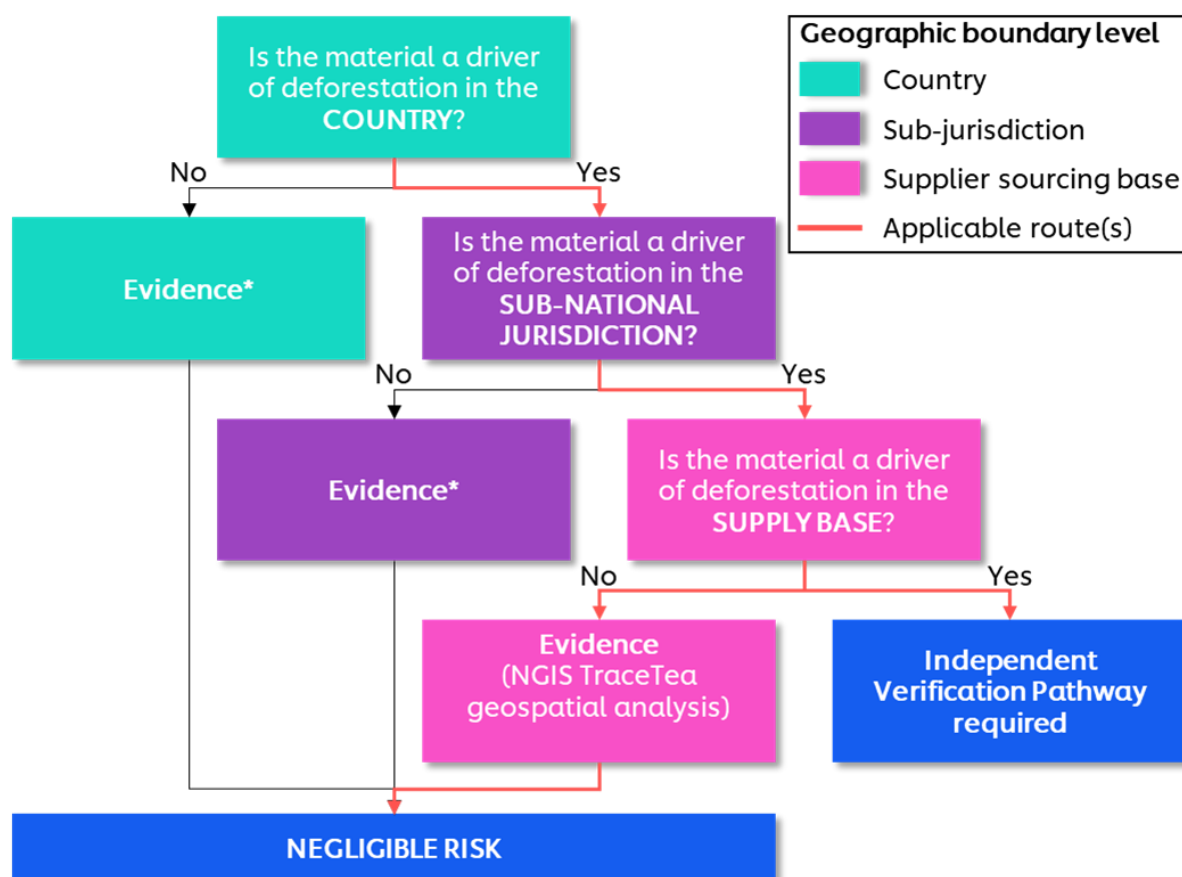 Is the material a driver
of deforestation in the
COUNTRY?
Geographic boundary level
Country
Sub-jurisdiction
Supplier sourcing base
Applicable route(s)
No
Yes
Evidence*
Is the material a driver
of deforestation in the
SUB-NATIONAL
JURISDICTION?
No
Yes
Evidence*
Is the material a driver
of deforestation in the
SUPPLY BASE?
No
Yes
Evidence
(NGIS TraceTea
geospatial analysis)
Independent
Verification Pathway
required
NEGLIGIBLE RISK